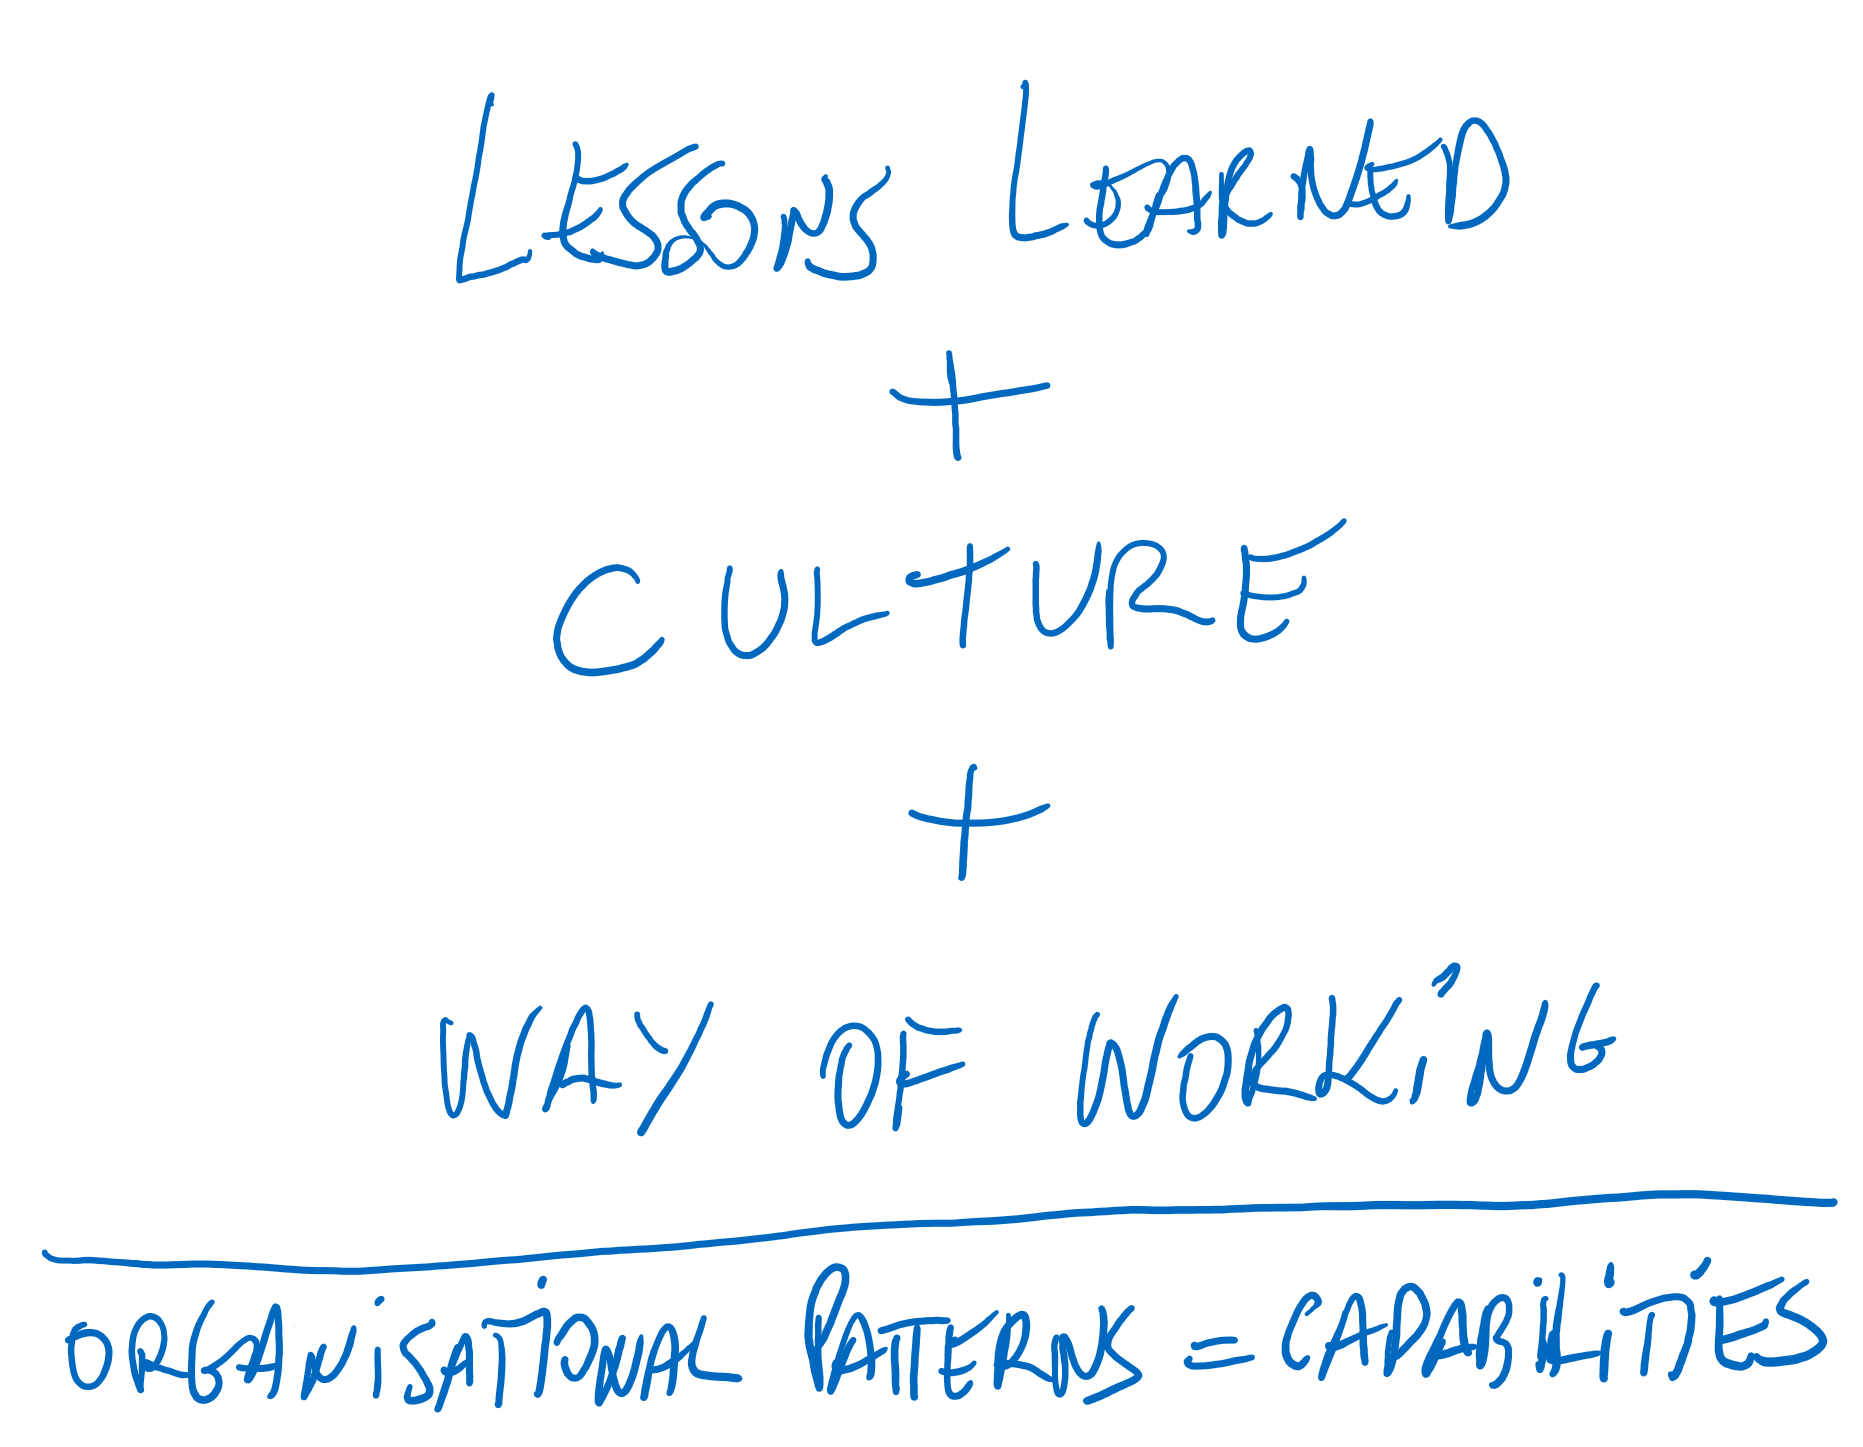 LESSONS LEARNED
+
CULTURE
+
WAY OF WORKING
ORGANISATIONAL PATTERNS = CAPABILITIES